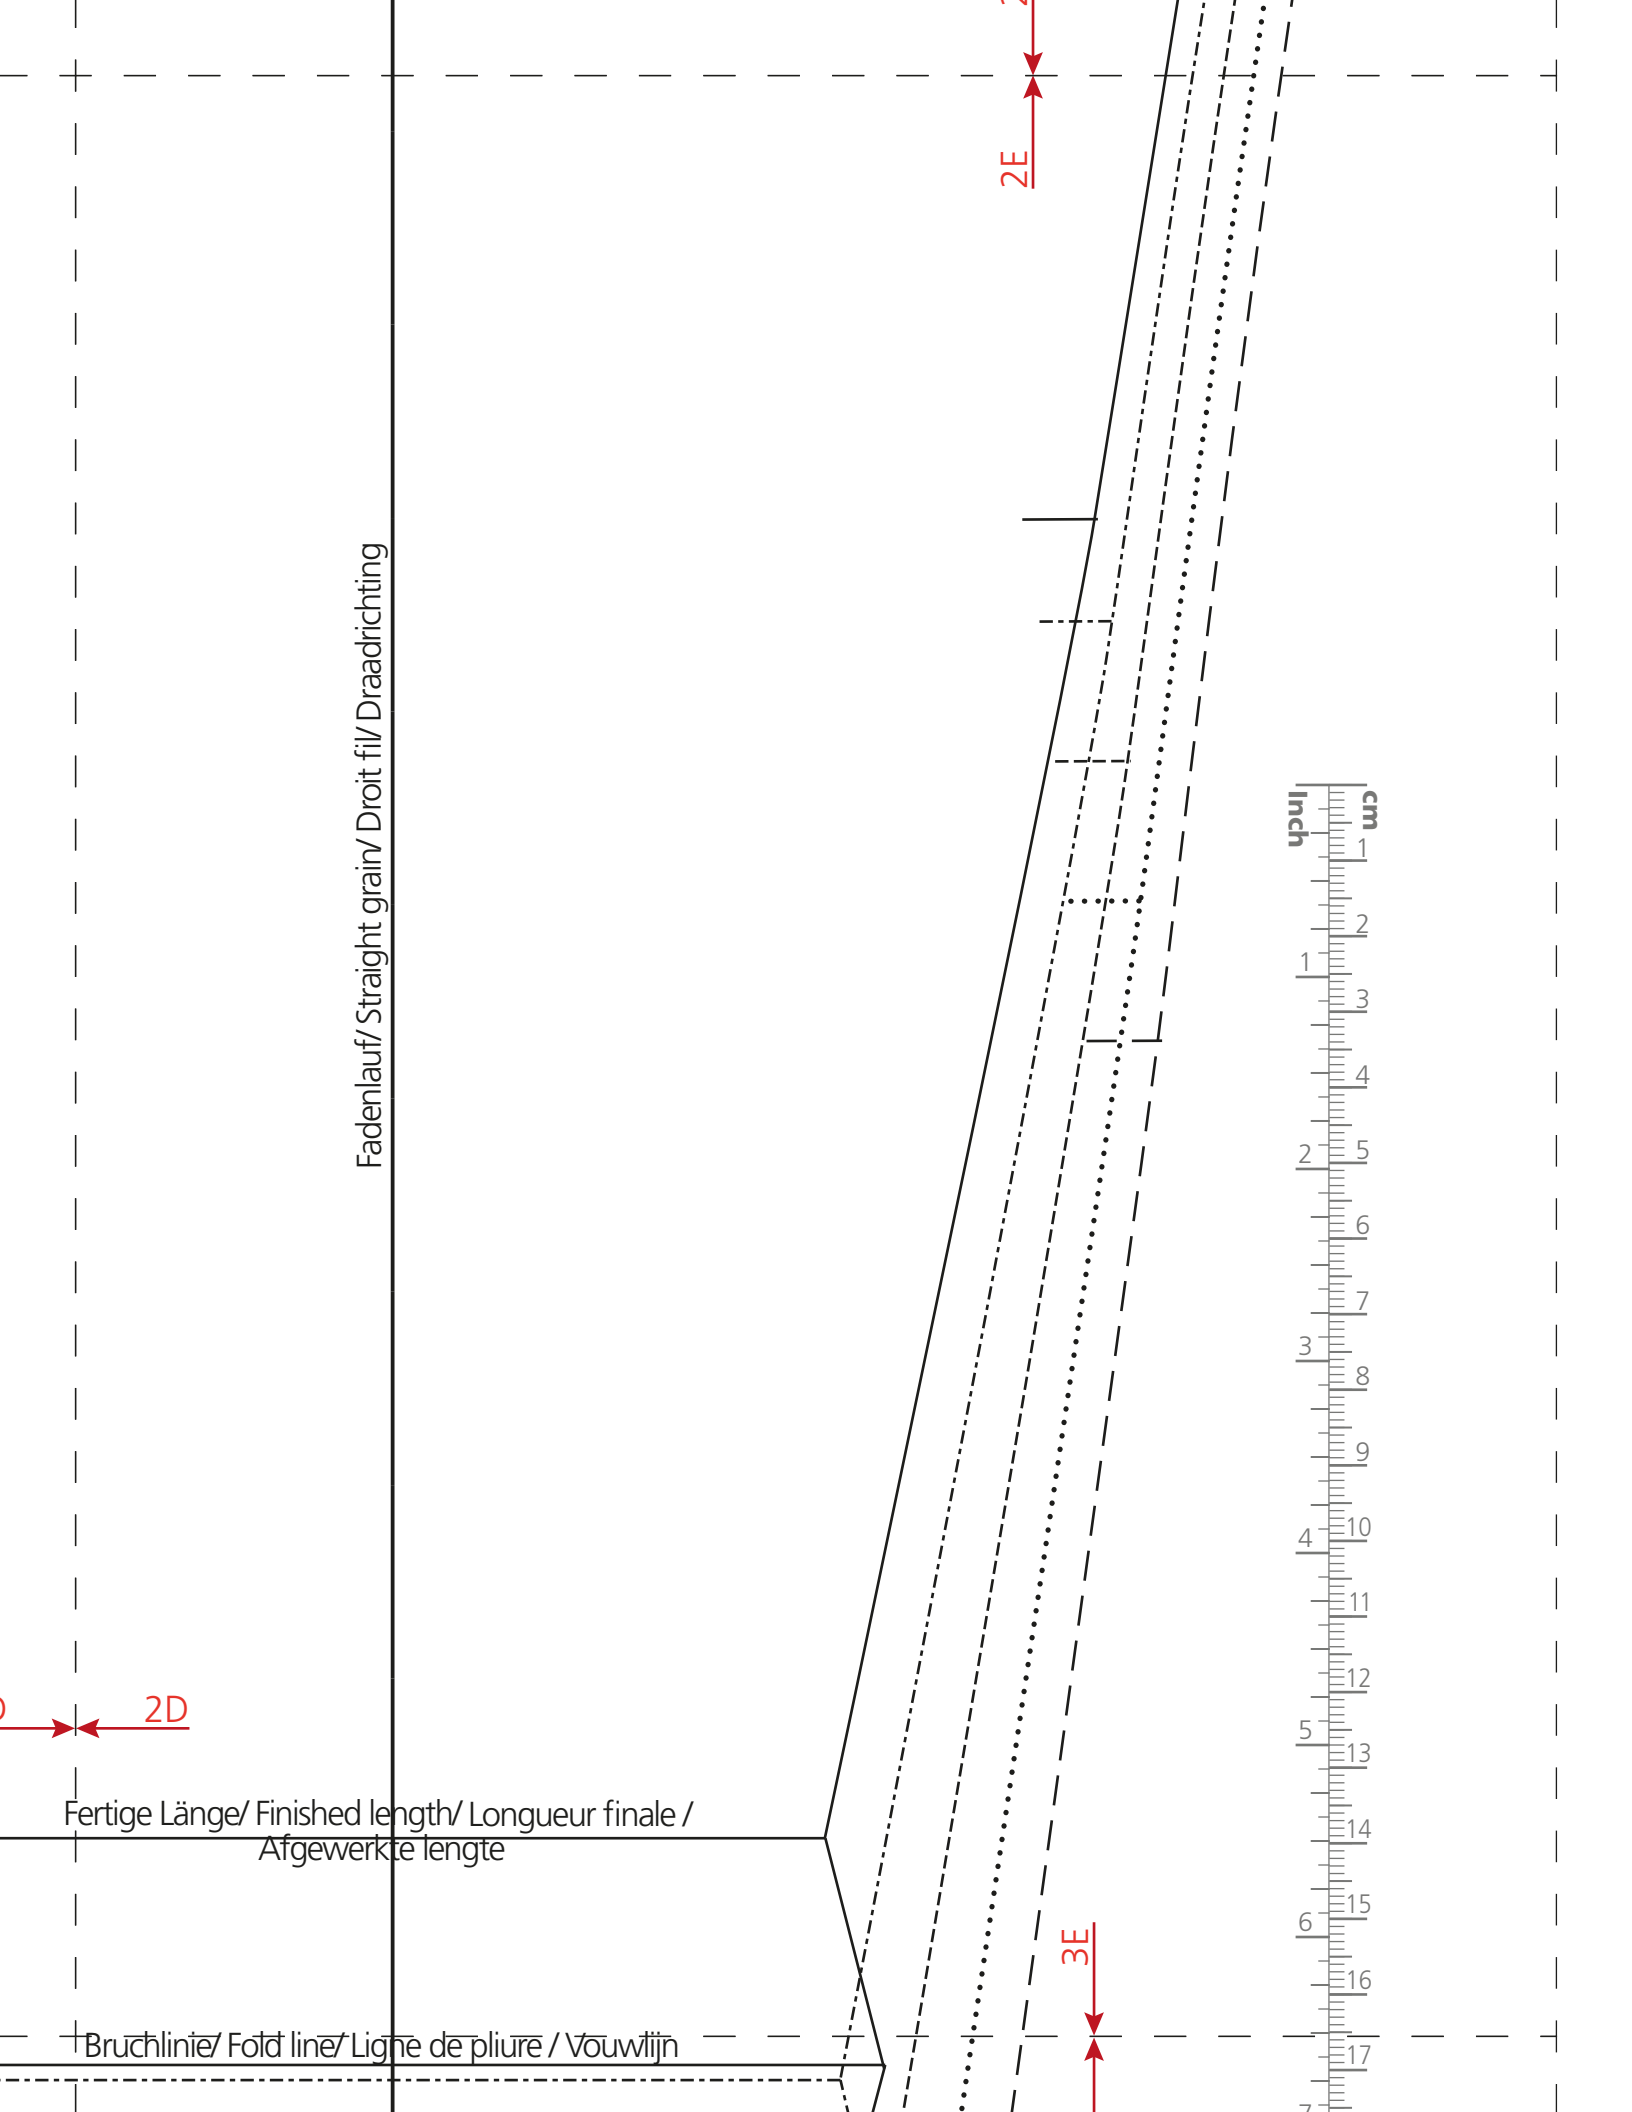 2E
Fadenlauf/ Straight grain/ Droit fil/ Draadrichting
Inch
cm
1
2
1
3
4
2
5
6
7
3
8
9
4
10
11
12
5
13
14
6
15
16
17
7
2D
Fertige Länge/ Finished length/ Longueur finale /
Afgewerkte lengte
3E
Bruchlinie/ Fold line/ Ligne de pliure / Vouwlijn